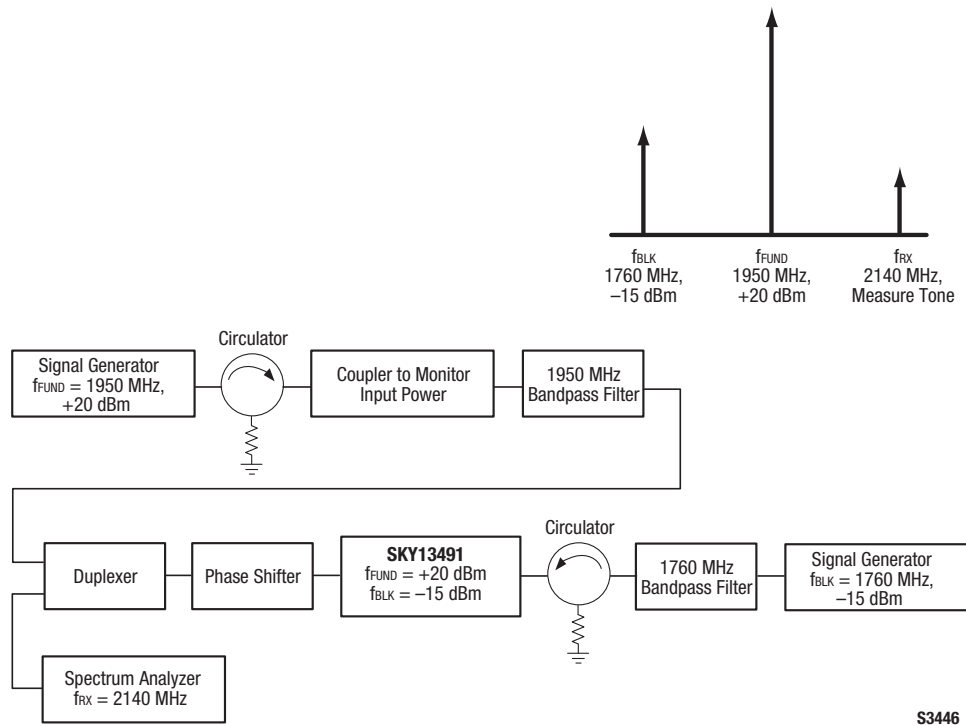 fBLK
1760 MHz,
–15 dBm
fFUND
1950 MHz,
+20 dBm
fRX
2140 MHz,
Measure Tone
Circulator
Signal Generator
fFUND = 1950 MHz,
+20 dBm
Coupler to Monitor
Input Power
1950 MHz
Bandpass Filter
Duplexer
Phase Shifter
SKY13491
fFUND = +20 dBm
fBLK = –15 dBm
Circulator
1760 MHz
Bandpass Filter
Signal Generator
fBLK = 1760 MHz,
–15 dBm
Spectrum Analyzer
fRX = 2140 MHz
S3446